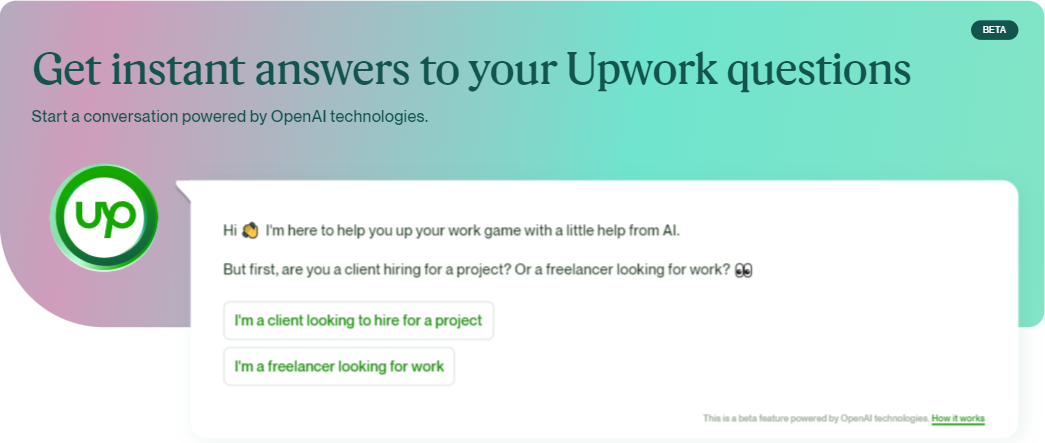 BETA
Get instant answers to your Upwork questions
Start a conversation powered by OpenAI technologies.
up
Hi 👏 I'm here to help you up your work game with a little help from AI.
But first, are you a client hiring for a project? Or a freelancer looking for work? 👀
I'm a client looking to hire for a project
I'm a freelancer looking for work
This is a beta feature powered by OpenAI technologies. How it works